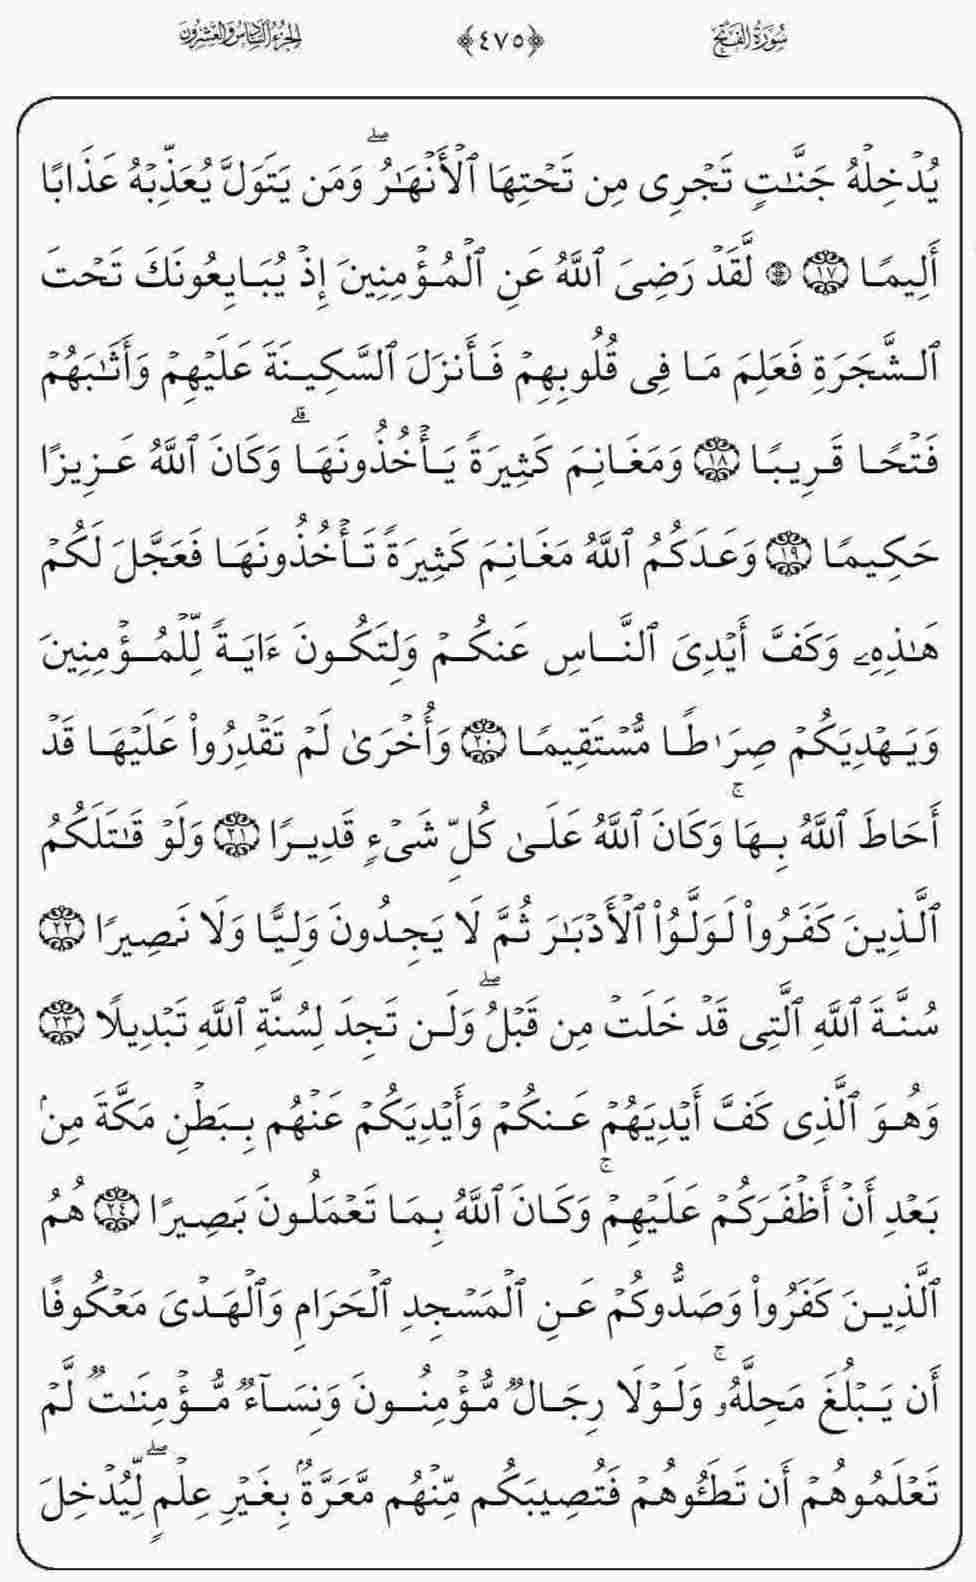 سُورَةُ الفَتْحِ ﴿٤٧٥﴾ الجُزْءُ السَّادِسُ وَالعِشْرُونَ
يُدۡخِلۡهُ جَنَّٰتٖ تَجۡرِي مِن تَحۡتِهَا ٱلۡأَنۡهَٰرُۖ وَمَن يَتَوَلَّ يُعَذِّبۡهُ عَذَابًا
أَلِيمٗا ١٧ ۞ لَّقَدۡ رَضِيَ ٱللَّهُ عَنِ ٱلۡمُؤۡمِنِينَ إِذۡ يُبَايِعُونَكَ تَحۡتَ
ٱلشَّجَرَةِ فَعَلِمَ مَا فِي قُلُوبِهِمۡ فَأَنزَلَ ٱلسَّكِينَةَ عَلَيۡهِمۡ وَأَثَٰبَهُمۡ
فَتۡحٗا قَرِيبٗا ١٨ وَمَغَانِمَ كَثِيرَةٗ يَأۡخُذُونَهَاۗ وَكَانَ ٱللَّهُ عَزِيزًا
حَكِيمٗا ١٩ وَعَدَكُمُ ٱللَّهُ مَغَانِمَ كَثِيرَةٗ تَأۡخُذُونَهَا فَعَجَّلَ لَكُمۡ
هَٰذِهِۦ وَكَفَّ أَيۡدِيَ ٱلنَّاسِ عَنكُمۡ وَلِتَكُونَ ءَايَةٗ لِّلۡمُؤۡمِنِينَ
وَيَهۡدِيَكُمۡ صِرَٰطٗا مُّسۡتَقِيمٗا ٢٠ وَأُخۡرَىٰ لَمۡ تَقۡدِرُواْ عَلَيۡهَا قَدۡ
أَحَاطَ ٱللَّهُ بِهَاۚ وَكَانَ ٱللَّهُ عَلَىٰ كُلِّ شَيۡءٖ قَدِيرٗا ٢١ وَلَوۡ قَٰتَلَكُمُ
ٱلَّذِينَ كَفَرُواْ لَوَلَّوُاْ ٱلۡأَدۡبَٰرَ ثُمَّ لَا يَجِدُونَ وَلِيّٗا وَلَا نَصِيرٗا ٢٢
سُنَّةَ ٱللَّهِ ٱلَّتِي قَدۡ خَلَتۡ مِن قَبۡلُۖ وَلَن تَجِدَ لِسُنَّةِ ٱللَّهِ تَبۡدِيلٗا ٢٣
وَهُوَ ٱلَّذِي كَفَّ أَيۡدِيَهُمۡ عَنكُمۡ وَأَيۡدِيَكُمۡ عَنۡهُم بِبَطۡنِ مَكَّةَ مِنۢ
بَعۡدِ أَنۡ أَظۡفَرَكُمۡ عَلَيۡهِمۡۚ وَكَانَ ٱللَّهُ بِمَا تَعۡمَلُونَ بَصِيرًا ٢٤ هُمُ
ٱلَّذِينَ كَفَرُواْ وَصَدُّوكُمۡ عَنِ ٱلۡمَسۡجِدِ ٱلۡحَرَامِ وَٱلۡهَدۡيَ مَعۡكُوفًا
أَن يَبۡلُغَ مَحِلَّهُۥۚ وَلَوۡلَا رِجَالٞ مُّؤۡمِنُونَ وَنِسَآءٞ مُّؤۡمِنَٰتٞ لَّمۡ
تَعۡلَمُوهُمۡ أَن تَطَـُٔوهُمۡ فَتُصِيبَكُم مِّنۡهُم مَّعَرَّةُۢ بِغَيۡرِ عِلۡمٖۖ لِّيُدۡخِلَ